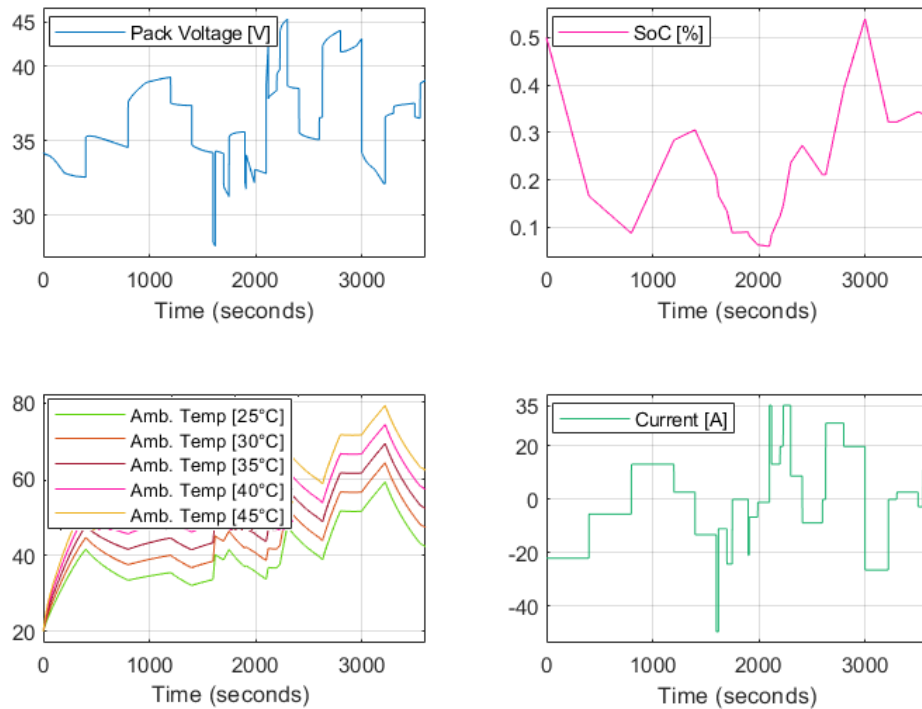 Pack Voltage [V]
45
40
35
30
0
1000
2000
3000
Time (seconds)
SoC [%]
0.5
0.4
0.3
0.2
0.1
0
1000
2000
3000
Time (seconds)
Amb. Temp [25°C]
Amb. Temp [30°C]
Amb. Temp [35°C]
Amb. Temp [40°C]
Amb. Temp [45°C]
80
60
40
20
0
1000
2000
3000
Time (seconds)
Current [A]
35
20
0
-20
-40
0
1000
2000
3000
Time (seconds)